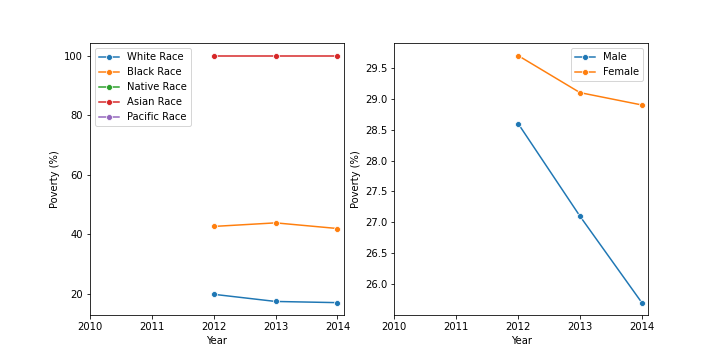 White Race
Black Race
Native Race
Asian Race
Pacific Race
Poverty (%)
100
80
60
40
20
2010 2011 2012 2013 2014
Year
Male
Female
Poverty (%)
29.5
29.0
28.5
28.0
27.5
27.0
26.5
26.0
2010 2011 2012 2013 2014
Year